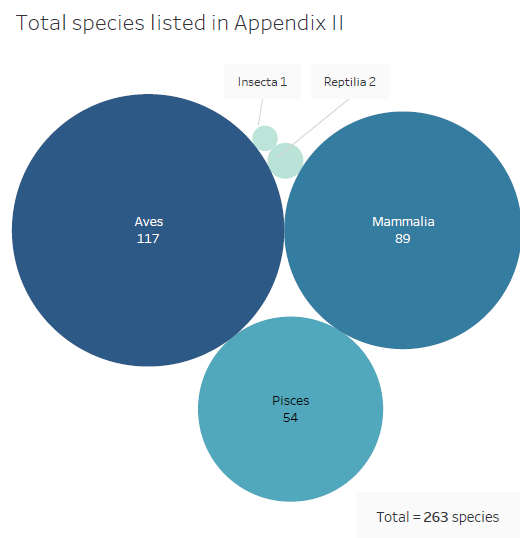 Total species listed in Appendix II
Insecta 1
Reptilia 2
Aves
117
Mammalia
89
Pisces
54
Total = 263 species